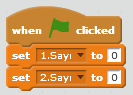 when clicked
set 1.Sayı to 0
set 2.Sayı to 0